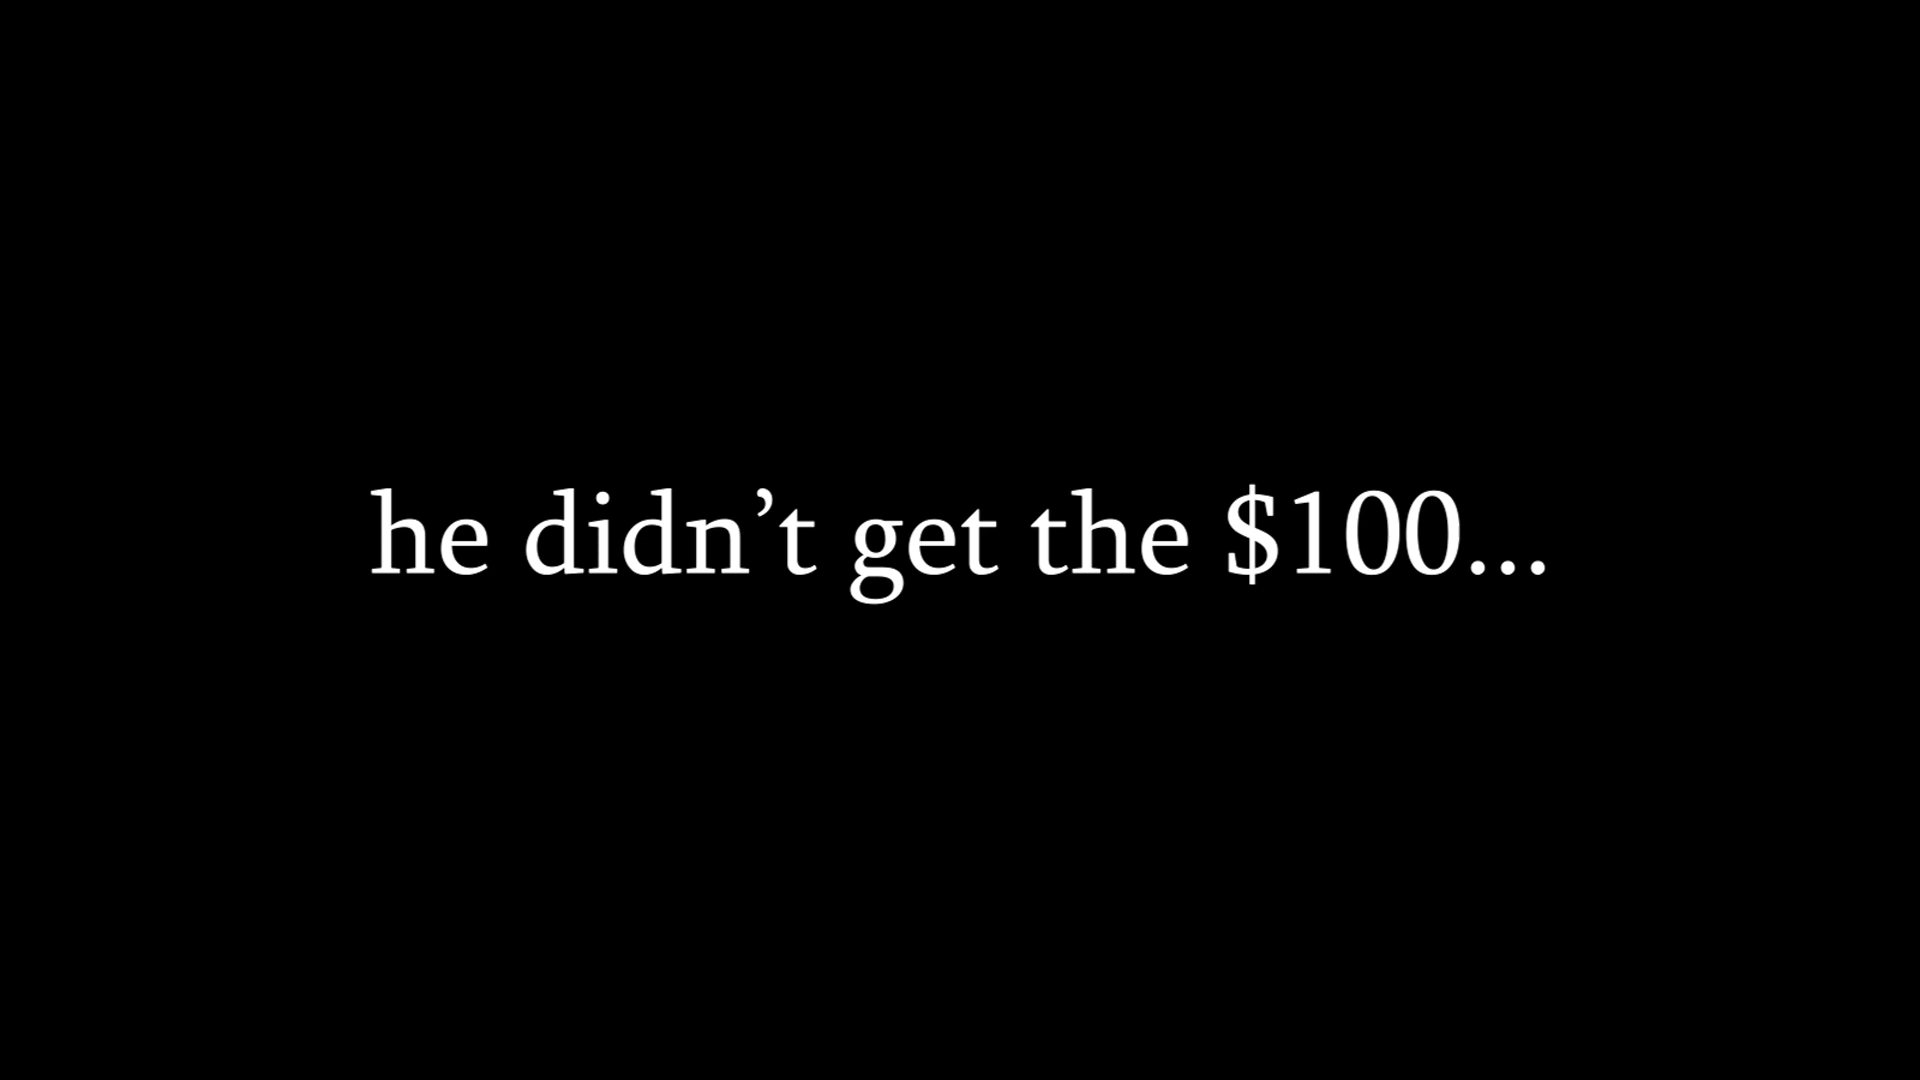 he didn’t get the $100...